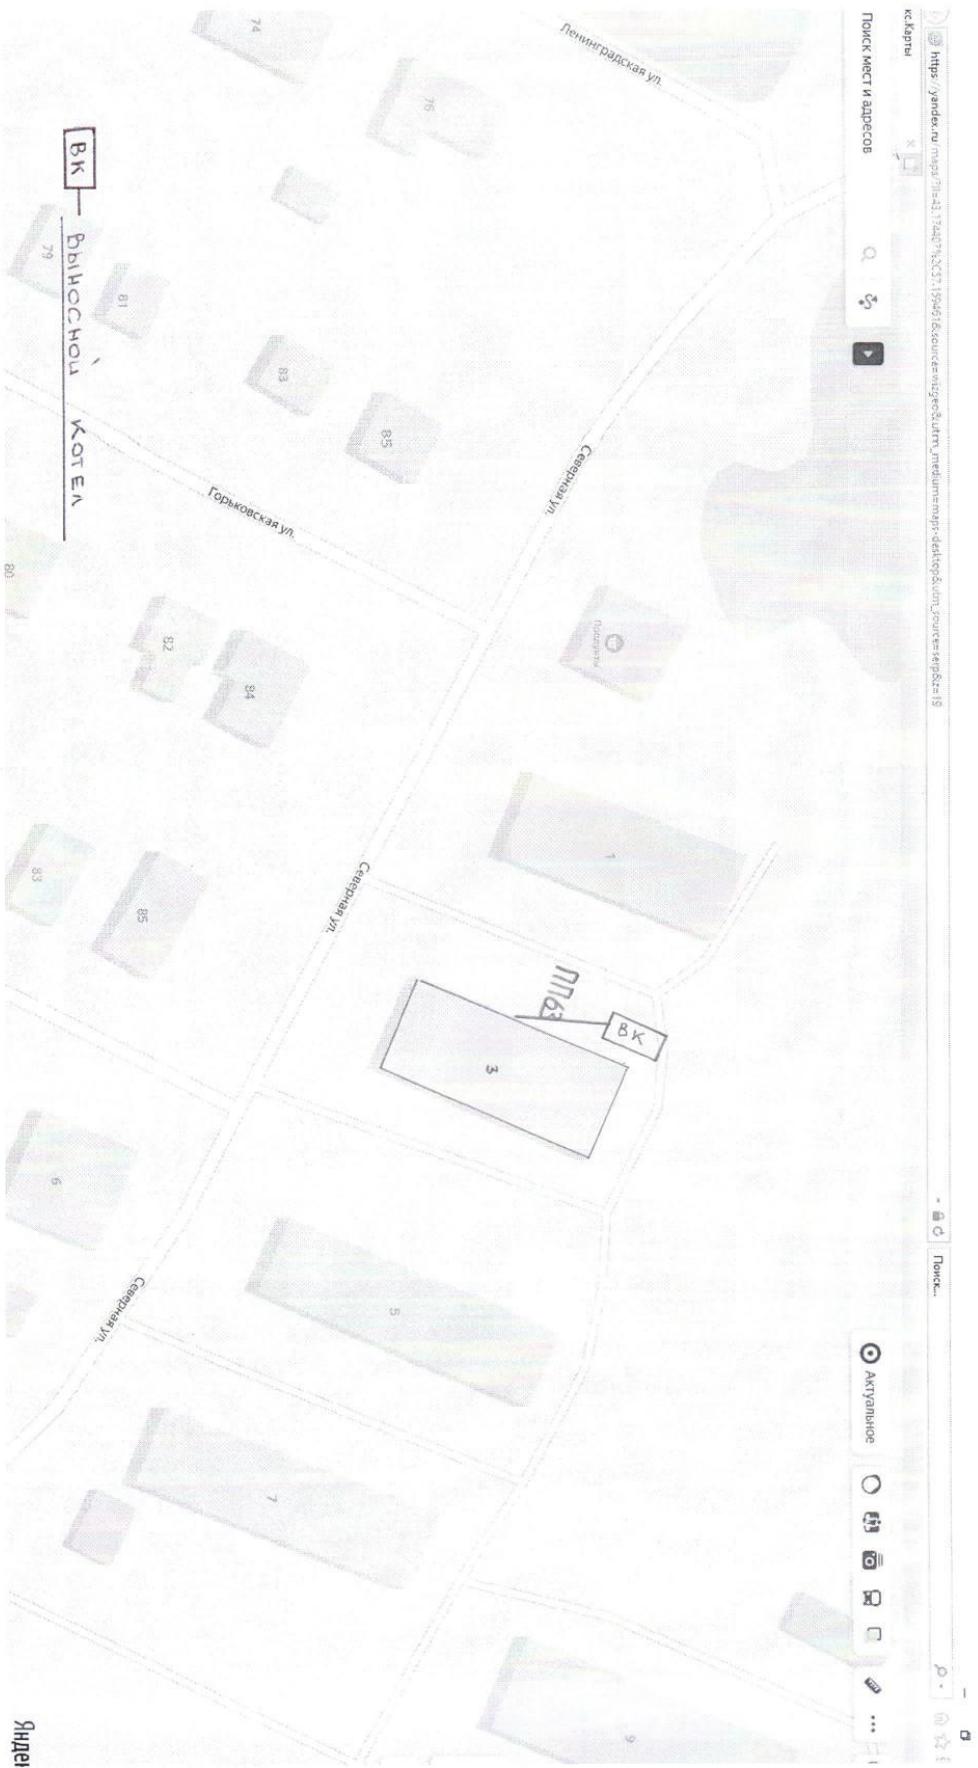 кс.Карты
Поиск...
Поиск мест и адресов
Актуальное
Ленинградская ул.
Северная ул.
Продукты
74
76
79
81
83
85
Горьковская ул.
80
82
84
1
Северная ул.
ПП63
ВК
3
83
85
6
5
Северная ул.
7
9
ВК — Выносной котел
Яндек